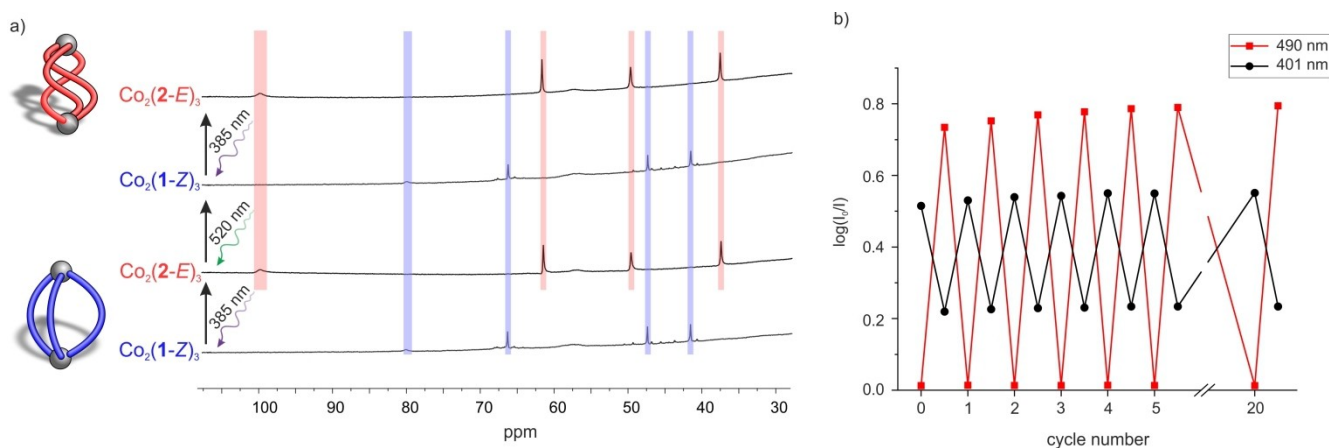 a)
Co2(2-E)3
385 nm
Co2(1-Z)3
520 nm
Co2(2-E)3
385 nm
Co2(1-Z)3
100 90 80 70 60 50 40 30
ppm
b)
490 nm
401 nm
log(I0/I)
0.8
0.6
0.4
0.2
0.0
0 1 2 3 4 5 20
cycle number